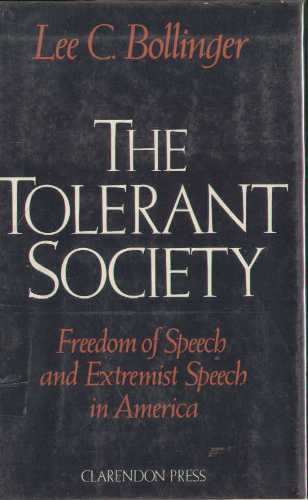 Lee C. Bollinger
THE
TOLERANT
SOCIETY
Freedom of Speech
and Extremist Speech
in America
CLARENDON PRESS